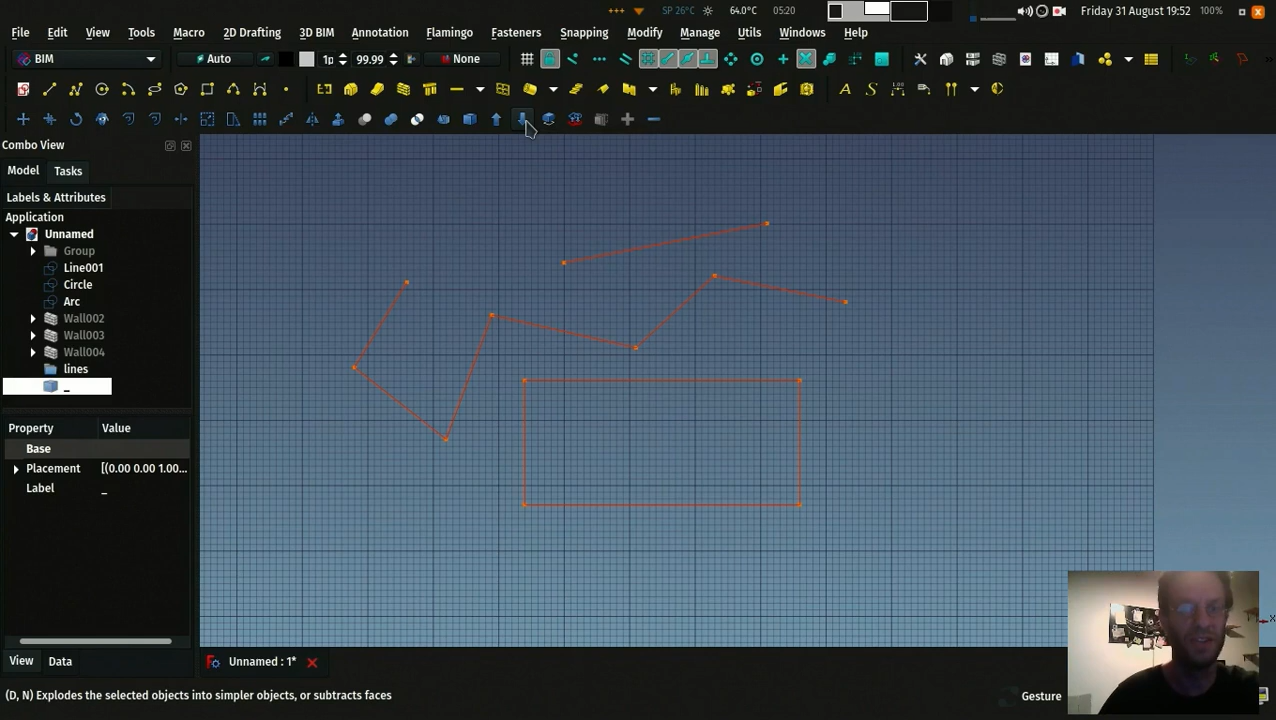 SP 26°C 64.0°C 05:20 Friday 31 August 19:52 100%
File Edit View Tools Macro 2D Drafting 3D BIM Annotation Flamingo Fasteners Snapping Modify Manage Utils Windows Help
BIM Auto 1p 99.99 None
Combo View
Model Tasks
Labels & Attributes
Application
Unnamed
Group
Line001
Circle
Arc
Wall002
Wall003
Wall004
lines
_
Property Value
Base
Placement [(0.00 0.00 1.00...
Label _
View Data
Unnamed : 1*
(D, N) Explodes the selected objects into simpler objects, or subtracts faces
Gesture
X